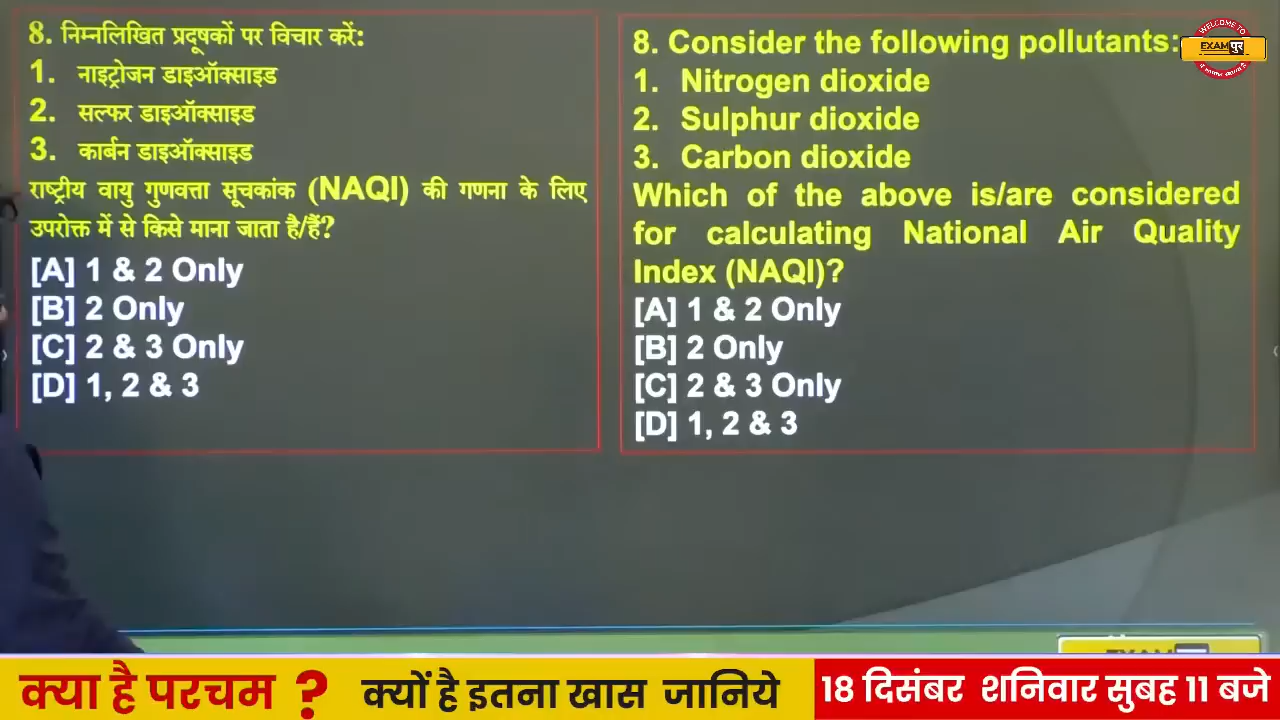 8. निम्नलिखित प्रदूषकों पर विचार करें:
1. नाइट्रोजन डाइऑक्साइड
2. सल्फर डाइऑक्साइड
3. कार्बन डाइऑक्साइड
राष्ट्रीय वायु गुणवत्ता सूचकांक (NAQI) की गणना के लिए
उपरोक्त में से किसे माना जाता है/हैं?
[A] 1 & 2 Only
[B] 2 Only
[C] 2 & 3 Only
[D] 1, 2 & 3
8. Consider the following pollutants:
1. Nitrogen dioxide
2. Sulphur dioxide
3. Carbon dioxide
Which of the above is/are considered
for calculating National Air Quality
Index (NAQI)?
[A] 1 & 2 Only
[B] 2 Only
[C] 2 & 3 Only
[D] 1, 2 & 3
WELCOME TO
EXAM पुर
क्या है परचम ? क्यों है इतना खास जानिये
18 दिसंबर शनिवार सुबह 11 बजे